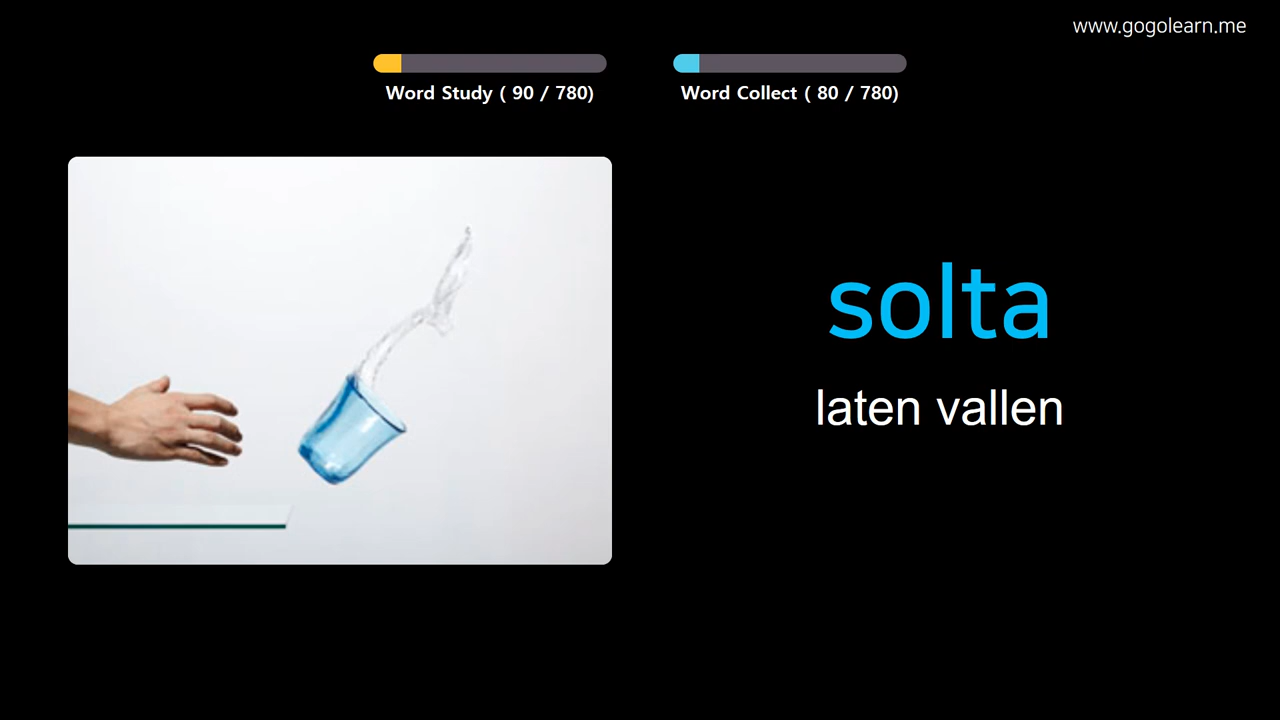 www.gogolearn.me
Word Study ( 90 / 780)
Word Collect ( 80 / 780)
solta
laten vallen